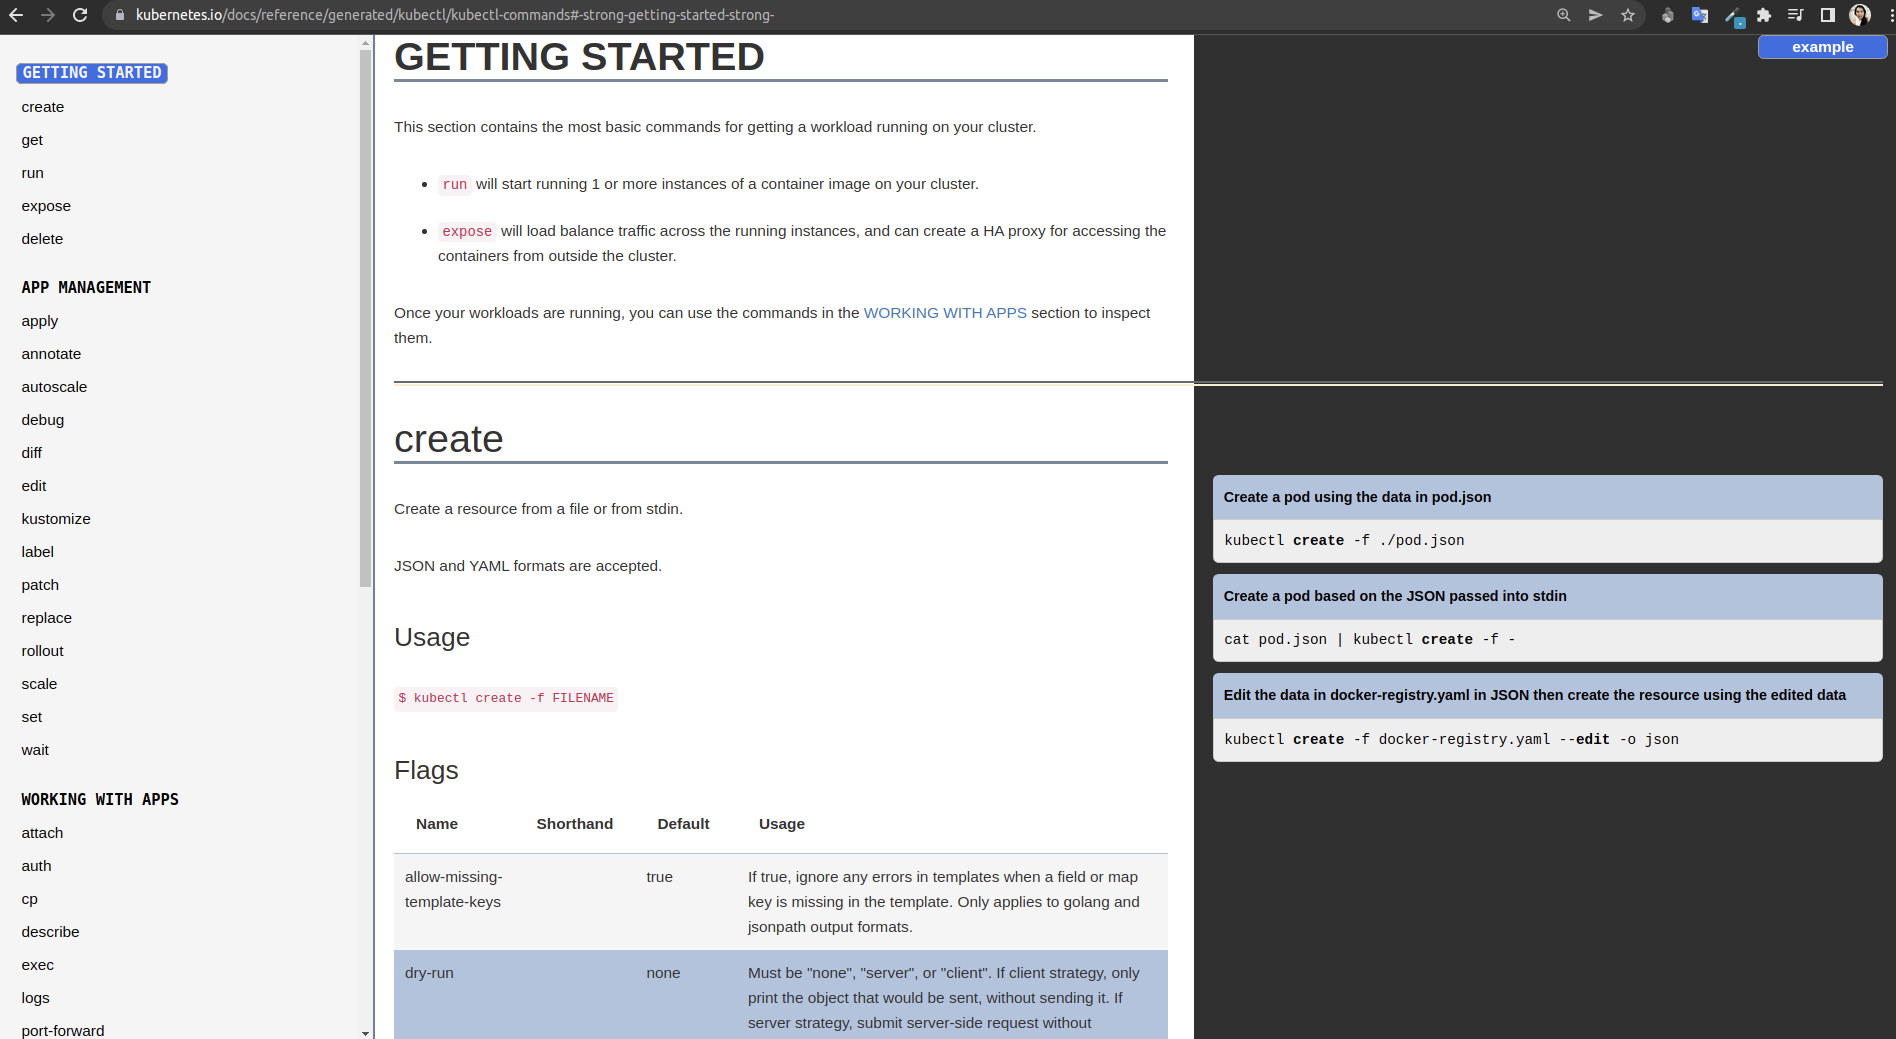 kubernetes.io/docs/reference/generated/kubectl/kubectl-commands#-strong-getting-started-strong-
GETTING STARTED
create
get
run
expose
delete
APP MANAGEMENT
apply
annotate
autoscale
debug
diff
edit
kustomize
label
patch
replace
rollout
scale
set
wait
WORKING WITH APPS
attach
auth
cp
describe
exec
logs
port-forward
GETTING STARTED
This section contains the most basic commands for getting a workload running on your cluster.
run will start running 1 or more instances of a container image on your cluster.
expose will load balance traffic across the running instances, and can create a HA proxy for accessing the
containers from outside the cluster.
Once your workloads are running, you can use the commands in the WORKING WITH APPS section to inspect
them.
create
Create a resource from a file or from stdin.
JSON and YAML formats are accepted.
Usage
$ kubectl create -f FILENAME
Flags
Name Shorthand Default Usage
allow-missing- true If true, ignore any errors in templates when a field or map
template-keys key is missing in the template. Only applies to golang and
jsonpath output formats.
dry-run none Must be "none", "server", or "client". If client strategy, only
print the object that would be sent, without sending it. If
server strategy, submit server-side request without
example
Create a pod using the data in pod.json
kubectl create -f ./pod.json
Create a pod based on the JSON passed into stdin
cat pod.json | kubectl create -f -
Edit the data in docker-registry.yaml in JSON then create the resource using the edited data
kubectl create -f docker-registry.yaml --edit -o json